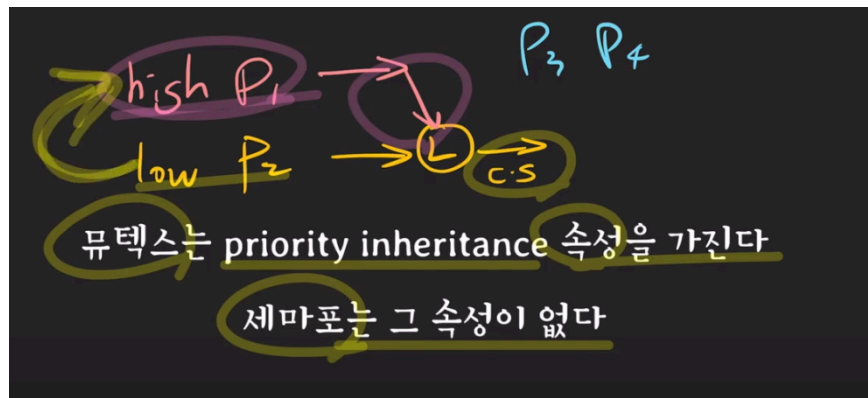 high P1
P3 P4
low P2
L
C.S
뮤텍스는 priority inheritance 속성을 가진다
세마포는 그 속성이 없다